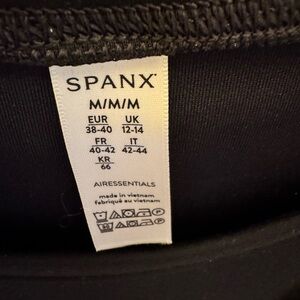 SPANX
M/M/M
EUR UK
38-40 12-14
FR IT
40-42 42-44
KR
66
AIRESSENTIALS
made in vietnam
fabriqué au vietnam